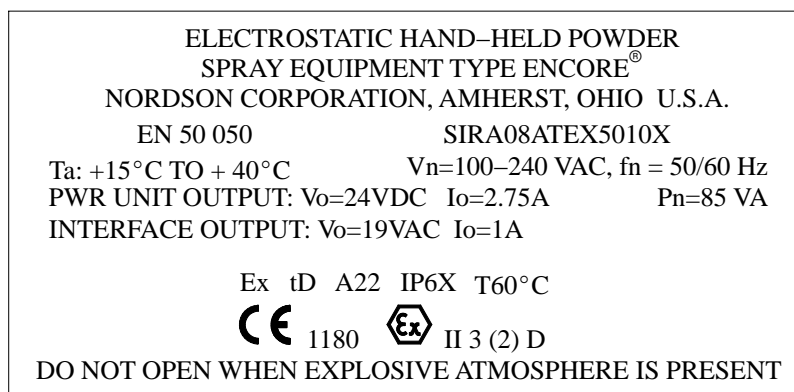 ELECTROSTATIC HAND–HELD POWDER
SPRAY EQUIPMENT TYPE ENCORE®
NORDSON CORPORATION, AMHERST, OHIO U.S.A.
EN 50 050 SIRA08ATEX5010X
Ta: +15°C TO + 40°C Vn=100–240 VAC, fn = 50/60 Hz
PWR UNIT OUTPUT: Vo=24VDC Io=2.75A Pn=85 VA
INTERFACE OUTPUT: Vo=19VAC Io=1A
Ex tD A22 IP6X T60°C
CE 1180 Ex II 3 (2) D
DO NOT OPEN WHEN EXPLOSIVE ATMOSPHERE IS PRESENT